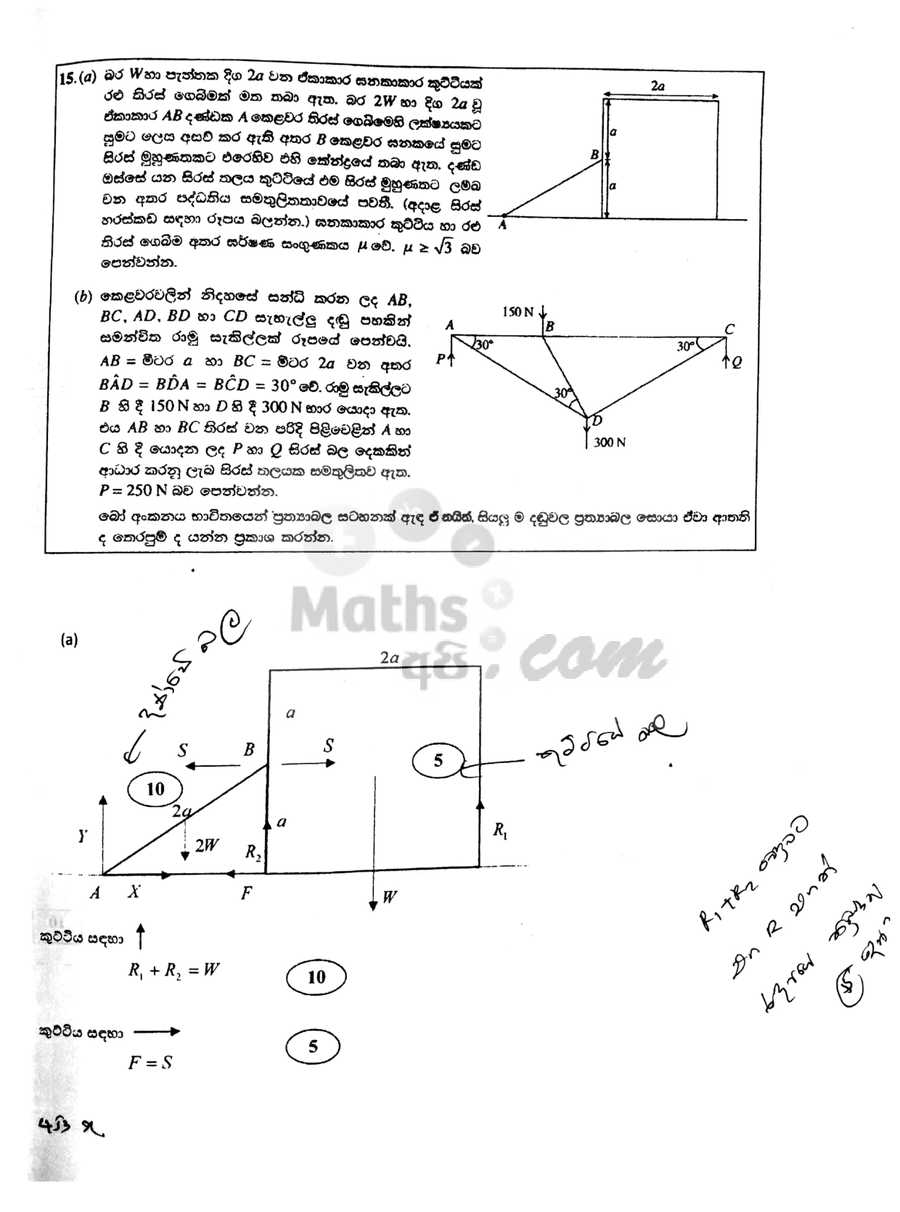 15.(a) බර W හා පැත්තක දිග 2a වන ඒකාකාර ඝනකාකාර කුට්ටියක්
රළු තිරස් ගෙබිමක් මත තබා ඇත. බර 2W හා දිග 2a වූ
ඒකාකාර AB දණ්ඩක A කෙළවර තිරස් ගෙබිමෙහි ලක්ෂ්‍යයකට
සුමට ලෙස අසව් කර ඇති අතර B කෙළවර ඝනකයේ සුමට
සිරස් මුහුණතකට එරෙහිව එහි කේන්ද්‍රයේ තබා ඇත. දණ්ඩ
ඔස්සේ යන සිරස් තලය කුට්ටියේ එම සිරස් මුහුණතට ලම්බ
වන අතර පද්ධතිය සමතුලිතතාවයේ පවතී. (අදාළ සිරස්
හරස්කඩ සඳහා රූපය බලන්න.) ඝනකාකාර කුට්ටිය හා රළු
තිරස් ගෙබිම අතර ඝර්ෂණ සංගුණකය μ වේ. μ ≥ √3 බව
පෙන්වන්න.
2a
a
B
a
A
(b) කෙළවරවලින් නිදහසේ සන්ධි කරන ලද AB,
BC, AD, BD හා CD සැහැල්ලු දඬු පහකින්
සමන්විත රාමු සැකිල්ලක් රූපයේ පෙන්වයි.
AB = මීටර a හා BC = මීටර 2a වන අතර
BÂD = BD̂A = BĈD = 30° වේ. රාමු සැකිල්ලට
B හි දී 150 N හා D හි දී 300 N භාර යොදා ඇත.
එය AB හා BC තිරස් වන පරිදි පිළිවෙළින් A හා
C හි දී යොදන ලද P හා Q සිරස් බල දෙකකින්
ආධාර කරනු ලැබ සිරස් තලයක සමතුලිතව ඇත.
P = 250 N බව පෙන්වන්න.
150 N
A B C
30° 30°
P Q
30°
D
300 N
බෝ අංකනය භාවිතයෙන් ප්‍රත්‍යාබල සටහනක් ඇඳ ඒ නයින්, සියලු ම දඬුවල ප්‍රත්‍යාබල සොයා ඒවා ආතති
ද තෙරපුම් ද යන්න ප්‍රකාශ කරන්න.
Maths
අපි .com
(a)
2a
a
S B S
5
කුට්ටියේ බල
10
2a
a
Y 2W R₂ R₁
A X F W
කුට්ටිය සඳහා ↑
R₁ + R₂ = W
10
කුට්ටිය සඳහා →
F = S
5